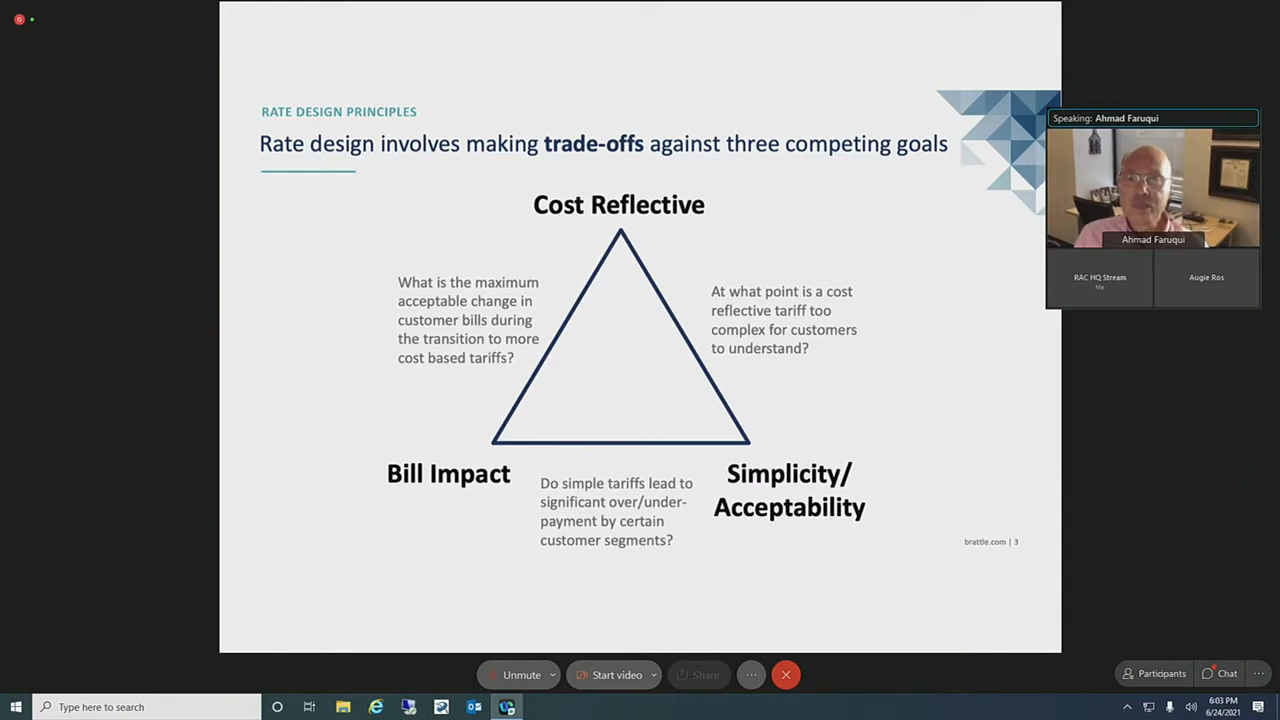 RATE DESIGN PRINCIPLES
Rate design involves making trade-offs against three competing goals
Cost Reflective
What is the maximum
acceptable change in
customer bills during
the transition to more
cost based tariffs?
At what point is a cost
reflective tariff too
complex for customers
to understand?
Bill Impact
Do simple tariffs lead to
significant over/under-
payment by certain
customer segments?
Simplicity/
Acceptability
brattle.com | 3
Speaking: Ahmad Faruqui
Ahmad Faruqui
RAC HQ Stream
Me
Augie Ros
Unmute
Start video
Share
Participants
Chat
Type here to search
6:03 PM
6/24/2021